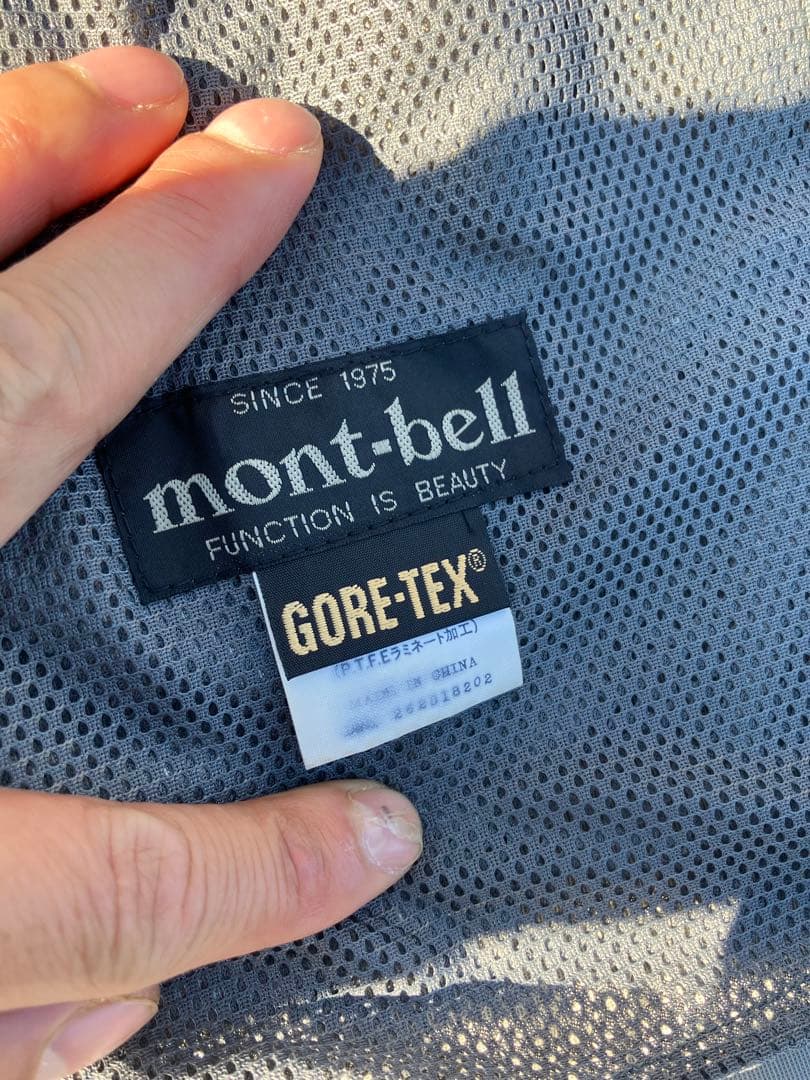 SINCE 1975
mont-bell
FUNCTION IS BEAUTY
GORE-TEX®
(P.T.F.Eラミネート加工)
MADE IN CHINA
262818202